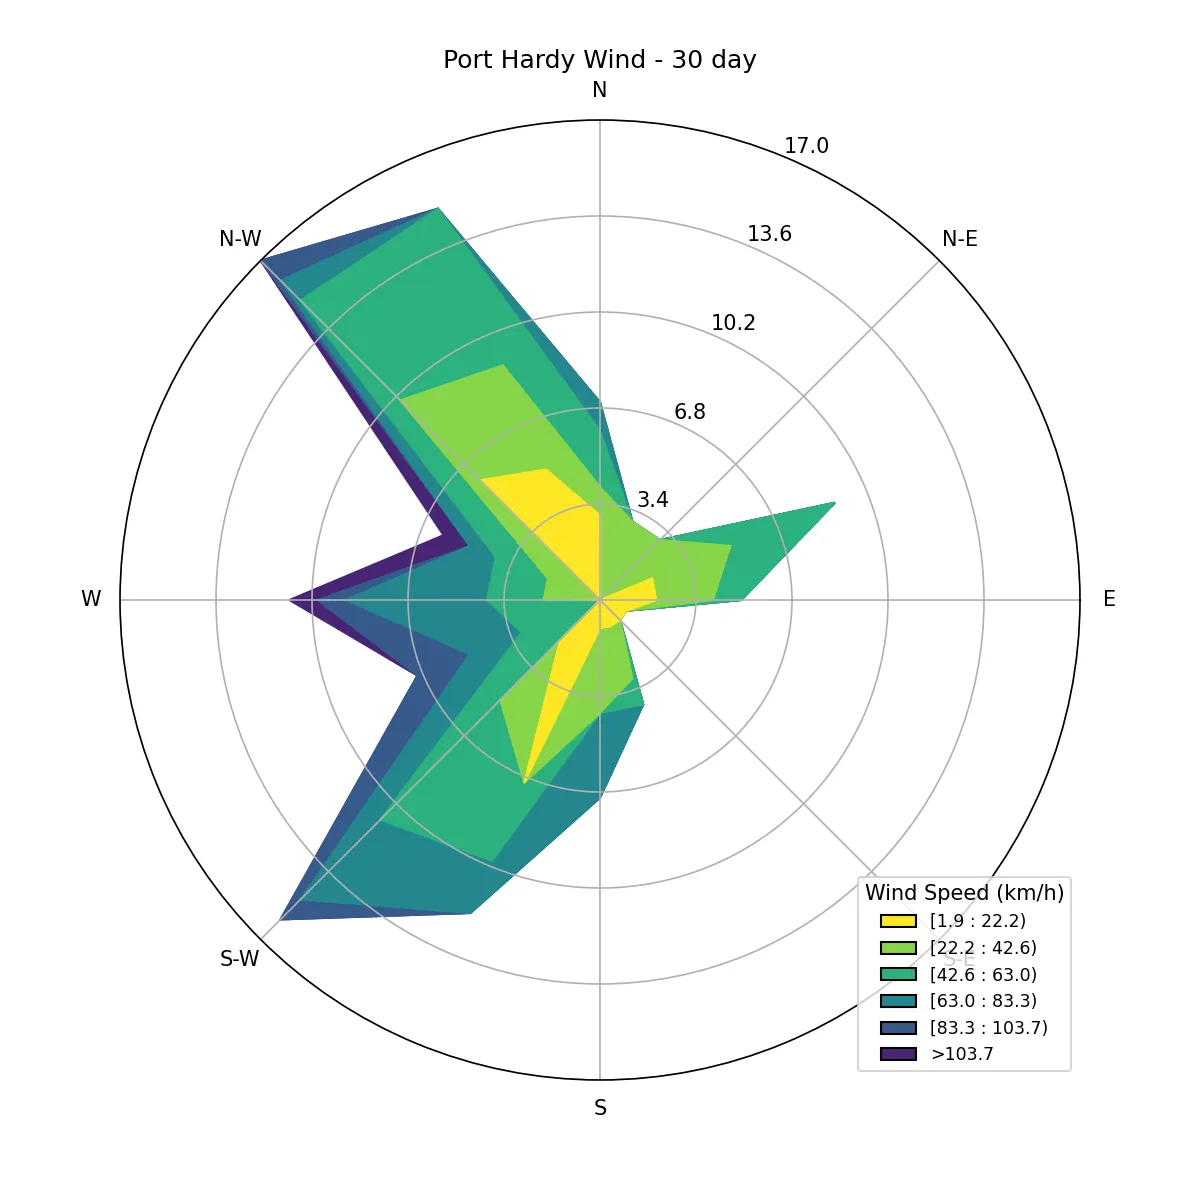 Port Hardy Wind - 30 day
N
17.0
13.6
N-W
N-E
10.2
6.8
3.4
W
E
Wind Speed (km/h)
[1.9 : 22.2)
[22.2 : 42.6)
S-W
S-E
[42.6 : 63.0)
[63.0 : 83.3)
[83.3 : 103.7)
>103.7
S